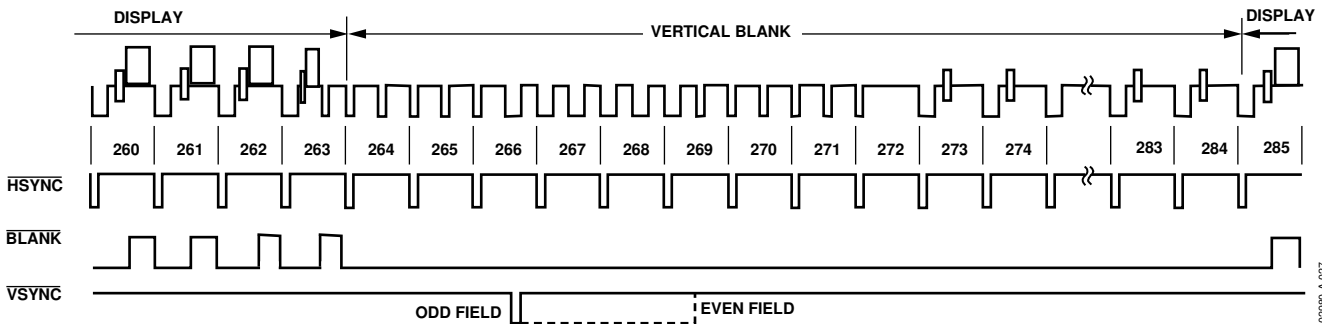 DISPLAY
VERTICAL BLANK
DISPLAY
260 261 262 263 264 265 266 267 268 269 270 271 272 273 274 283 284 285
HSYNC
BLANK
VSYNC
ODD FIELD
EVEN FIELD